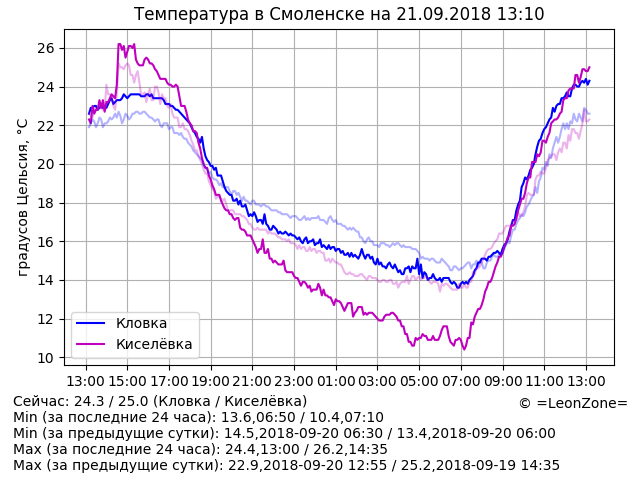 Температура в Смоленске на 21.09.2018 13:10
градусов Цельсия, °C
26
24
22
20
18
16
14
12
10
Кловка
Киселёвка
13:00 15:00 17:00 19:00 21:00 23:00 01:00 03:00 05:00 07:00 09:00 11:00 13:00
Сейчас: 24.3 / 25.0 (Кловка / Киселёвка)
© =LeonZone=
Min (за последние 24 часа): 13.6,06:50 / 10.4,07:10
Min (за предыдущие сутки): 14.5,2018-09-20 06:30 / 13.4,2018-09-20 06:00
Max (за последние 24 часа): 24.4,13:00 / 26.2,14:35
Max (за предыдущие сутки): 22.9,2018-09-20 12:55 / 25.2,2018-09-19 14:35